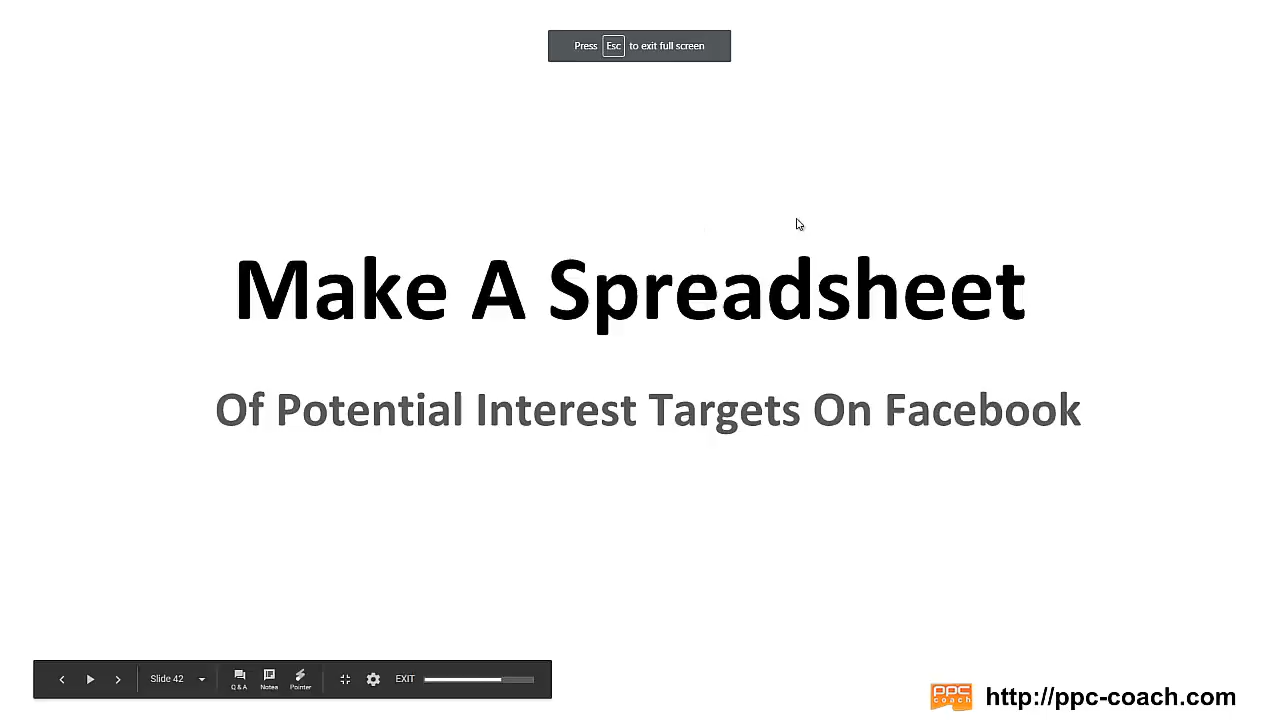 Press Esc to exit full screen
Make A Spreadsheet
Of Potential Interest Targets On Facebook
Slide 42 Q & A Notes Pointer EXIT
ppc coach http://ppc-coach.com